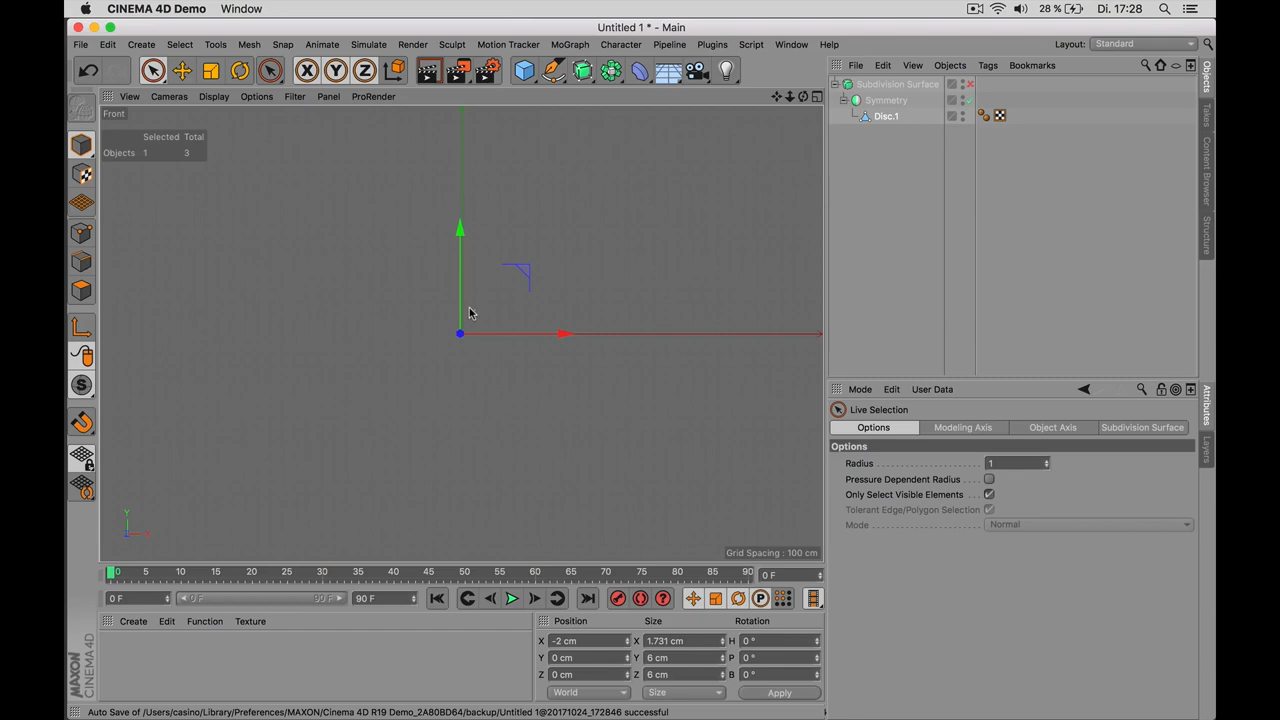 CINEMA 4D Demo Window 28 % Di. 17:28
Untitled 1 * - Main
File Edit Create Select Tools Mesh Snap Animate Simulate Render Sculpt Motion Tracker MoGraph Character Pipeline Plugins Script Window Help Layout: Standard
X Y Z
File Edit View Objects Tags Bookmarks
View Cameras Display Options Filter Panel ProRender
Subdivision Surface
Symmetry
Disc.1
Front
Selected Total
Objects 1 3
Objects
Takes
Content Browser
Structure
Mode Edit User Data
Live Selection
Options Modeling Axis Object Axis Subdivision Surface
Options
Radius 1
Pressure Dependent Radius
Only Select Visible Elements
Tolerant Edge/Polygon Selection
Mode Normal
Attributes
Layers
S
Y
X
Grid Spacing : 100 cm
0 5 10 15 20 25 30 35 40 45 50 55 60 65 70 75 80 85 90 0 F
0 F 0 F 90 F 90 F P
Create Edit Function Texture
Position Size Rotation
X -2 cm X 1.731 cm H 0 °
Y 0 cm Y 6 cm P 0 °
Z 0 cm Z 6 cm B 0 °
World Size Apply
MAXON
CINEMA 4D
Auto Save of /Users/casino/Library/Preferences/MAXON/Cinema 4D R19 Demo_2A80BD64/backup/Untitled 1@20171024_172846 successful